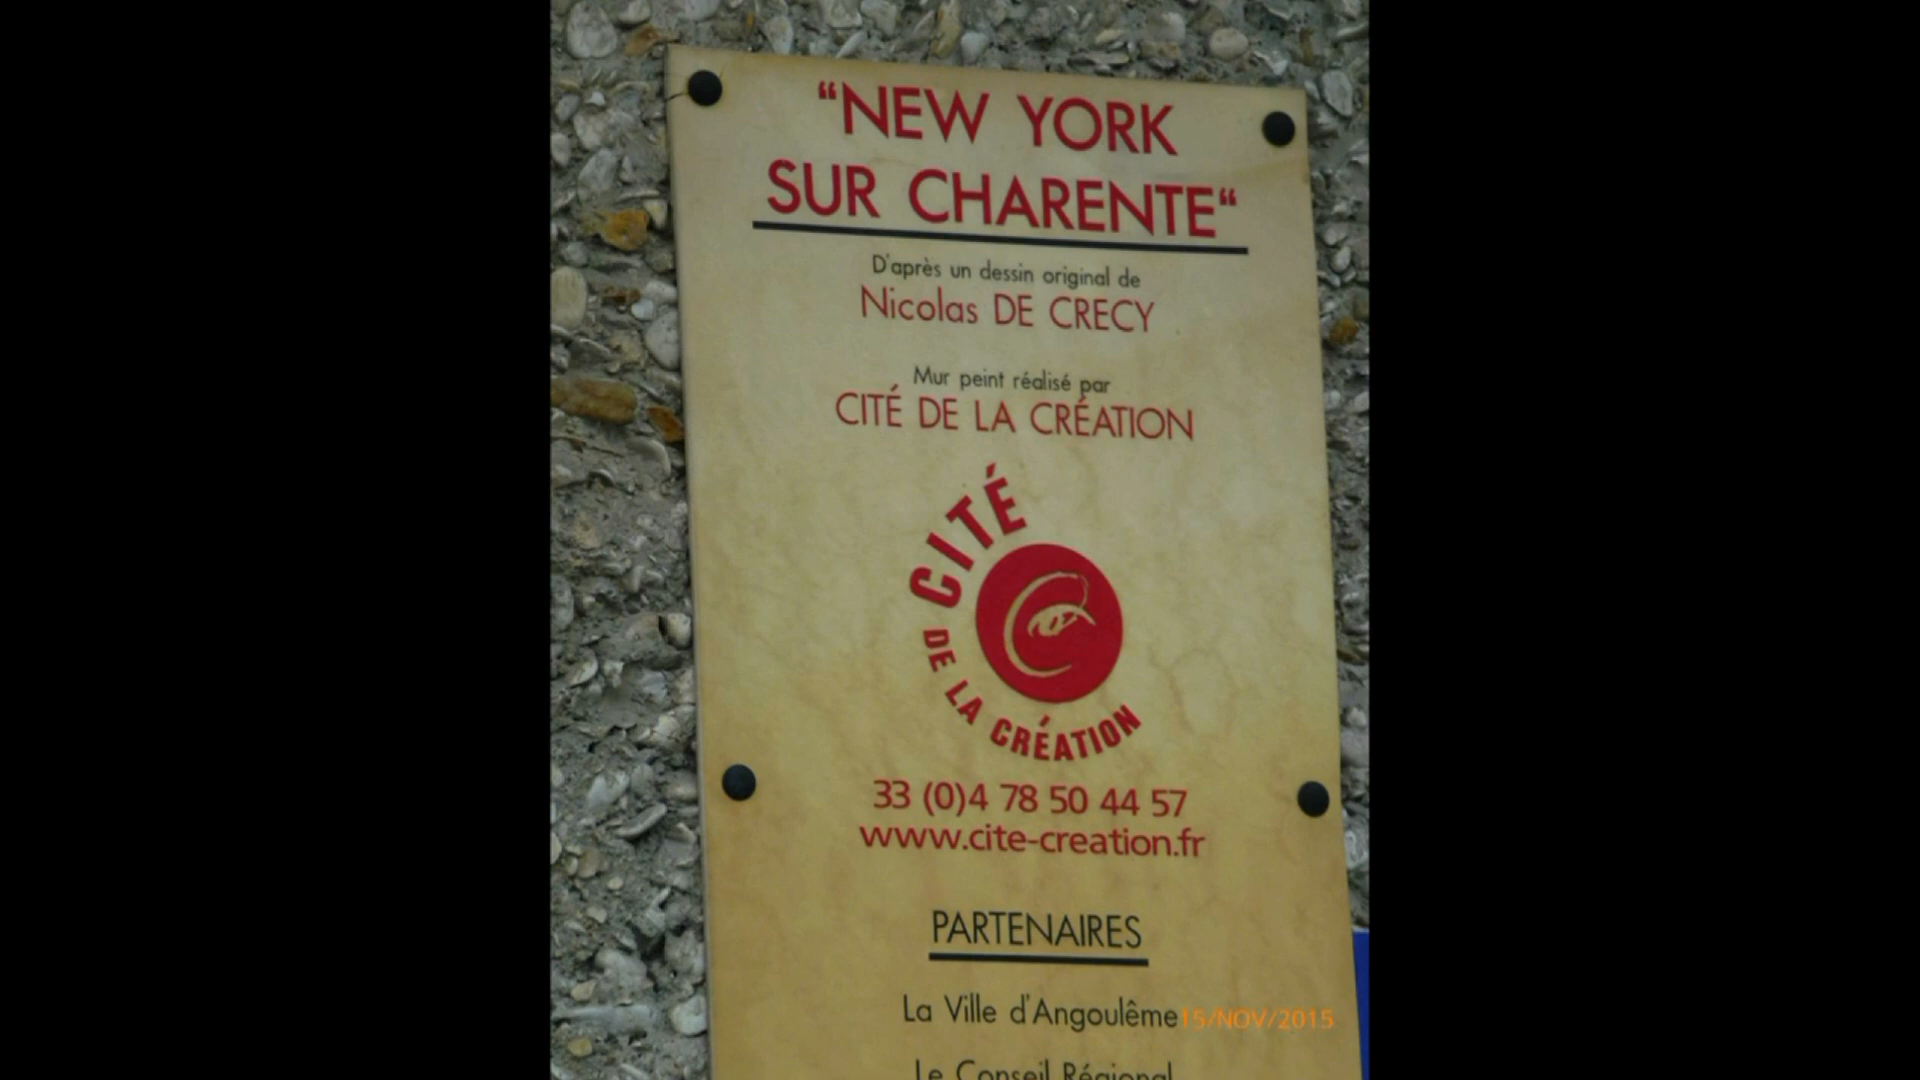 “NEW YORK
SUR CHARENTE“
D'après un dessin original de
Nicolas DE CRECY
Mur peint réalisé par
CITÉ DE LA CRÉATION
CITÉ
DE LA CRÉATION
33 (0)4 78 50 44 57
www.cite-creation.fr
PARTENAIRES
La Ville d'Angoulême
15/NOV/2015
Le Conseil Régional